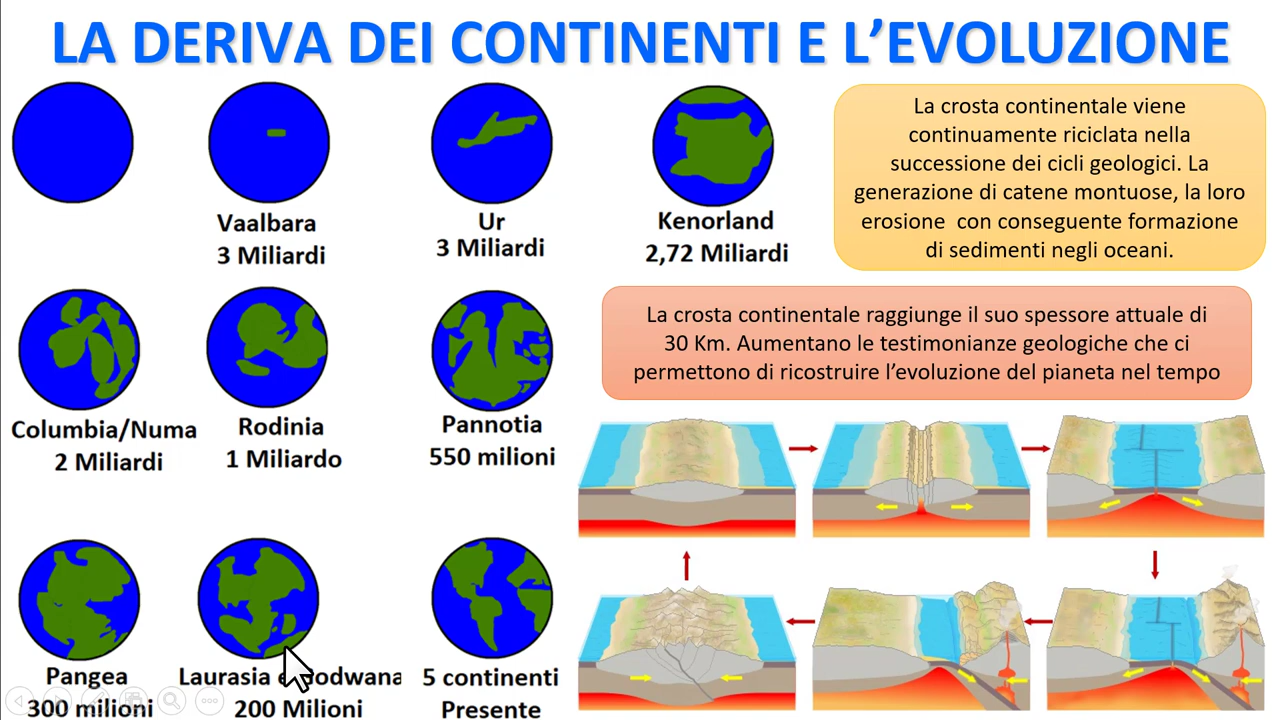 LA DERIVA DEI CONTINENTI E L'EVOLUZIONE
Vaalbara
3 Miliardi
Ur
3 Miliardi
Kenorland
2,72 Miliardi
La crosta continentale viene
continuamente riciclata nella
successione dei cicli geologici. La
generazione di catene montuose, la loro
erosione con conseguente formazione
di sedimenti negli oceani.
La crosta continentale raggiunge il suo spessore attuale di
30 Km. Aumentano le testimonianze geologiche che ci
permettono di ricostruire l'evoluzione del pianeta nel tempo
Columbia/Numa
2 Miliardi
Rodinia
1 Miliardo
Pannotia
550 milioni
Pangea
300 milioni
Laurasia e
200 Milioni
5 continenti
Presente